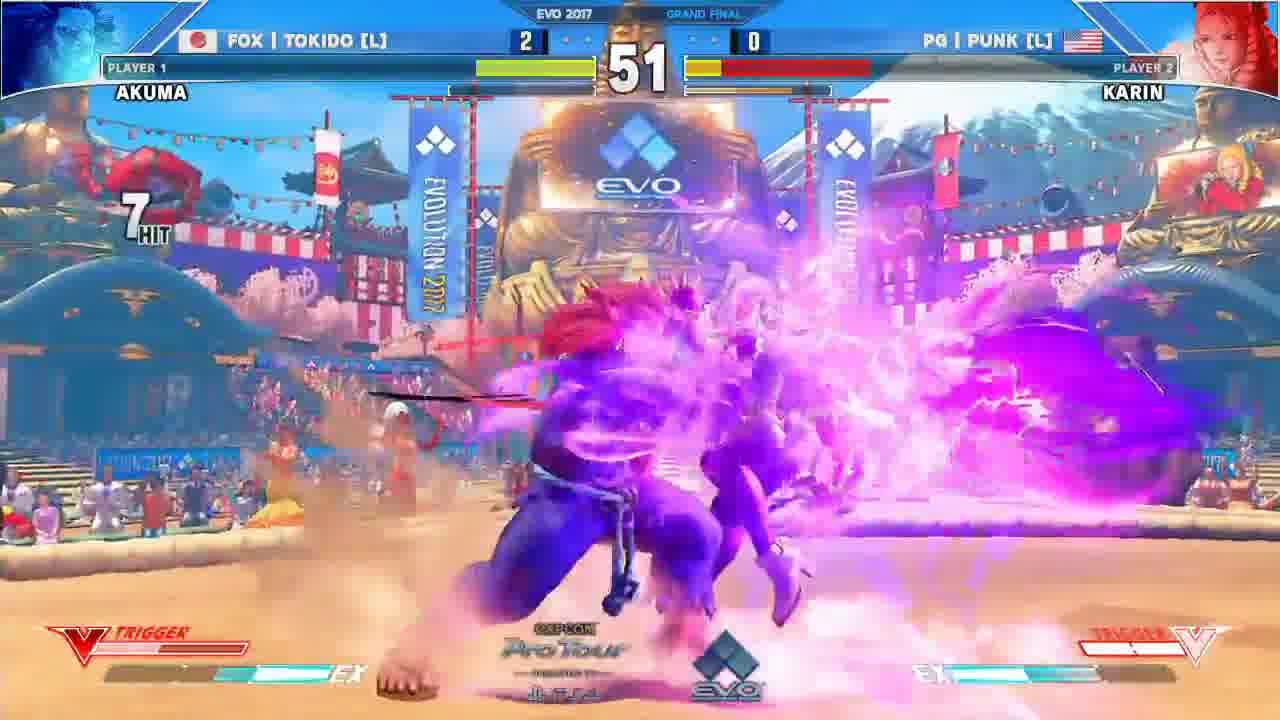 EVO 2017 GRAND FINAL
FOX | TOKIDO [L] 2 0 PG | PUNK [L]
51
PLAYER 1 PLAYER 2
AKUMA KARIN
EVO
EVOLUTION 2017
EVOLUTION
7 HIT
TRIGGER TRIGGER
EX EX
CAPCOM
Pro Tour
EVO